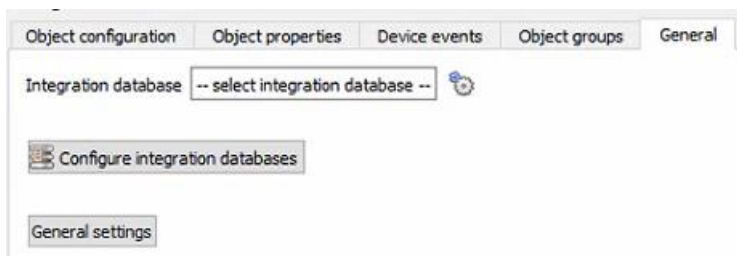 Object configuration Object properties Device events Object groups General
Integration database -- select integration database --
Configure integration databases
General settings